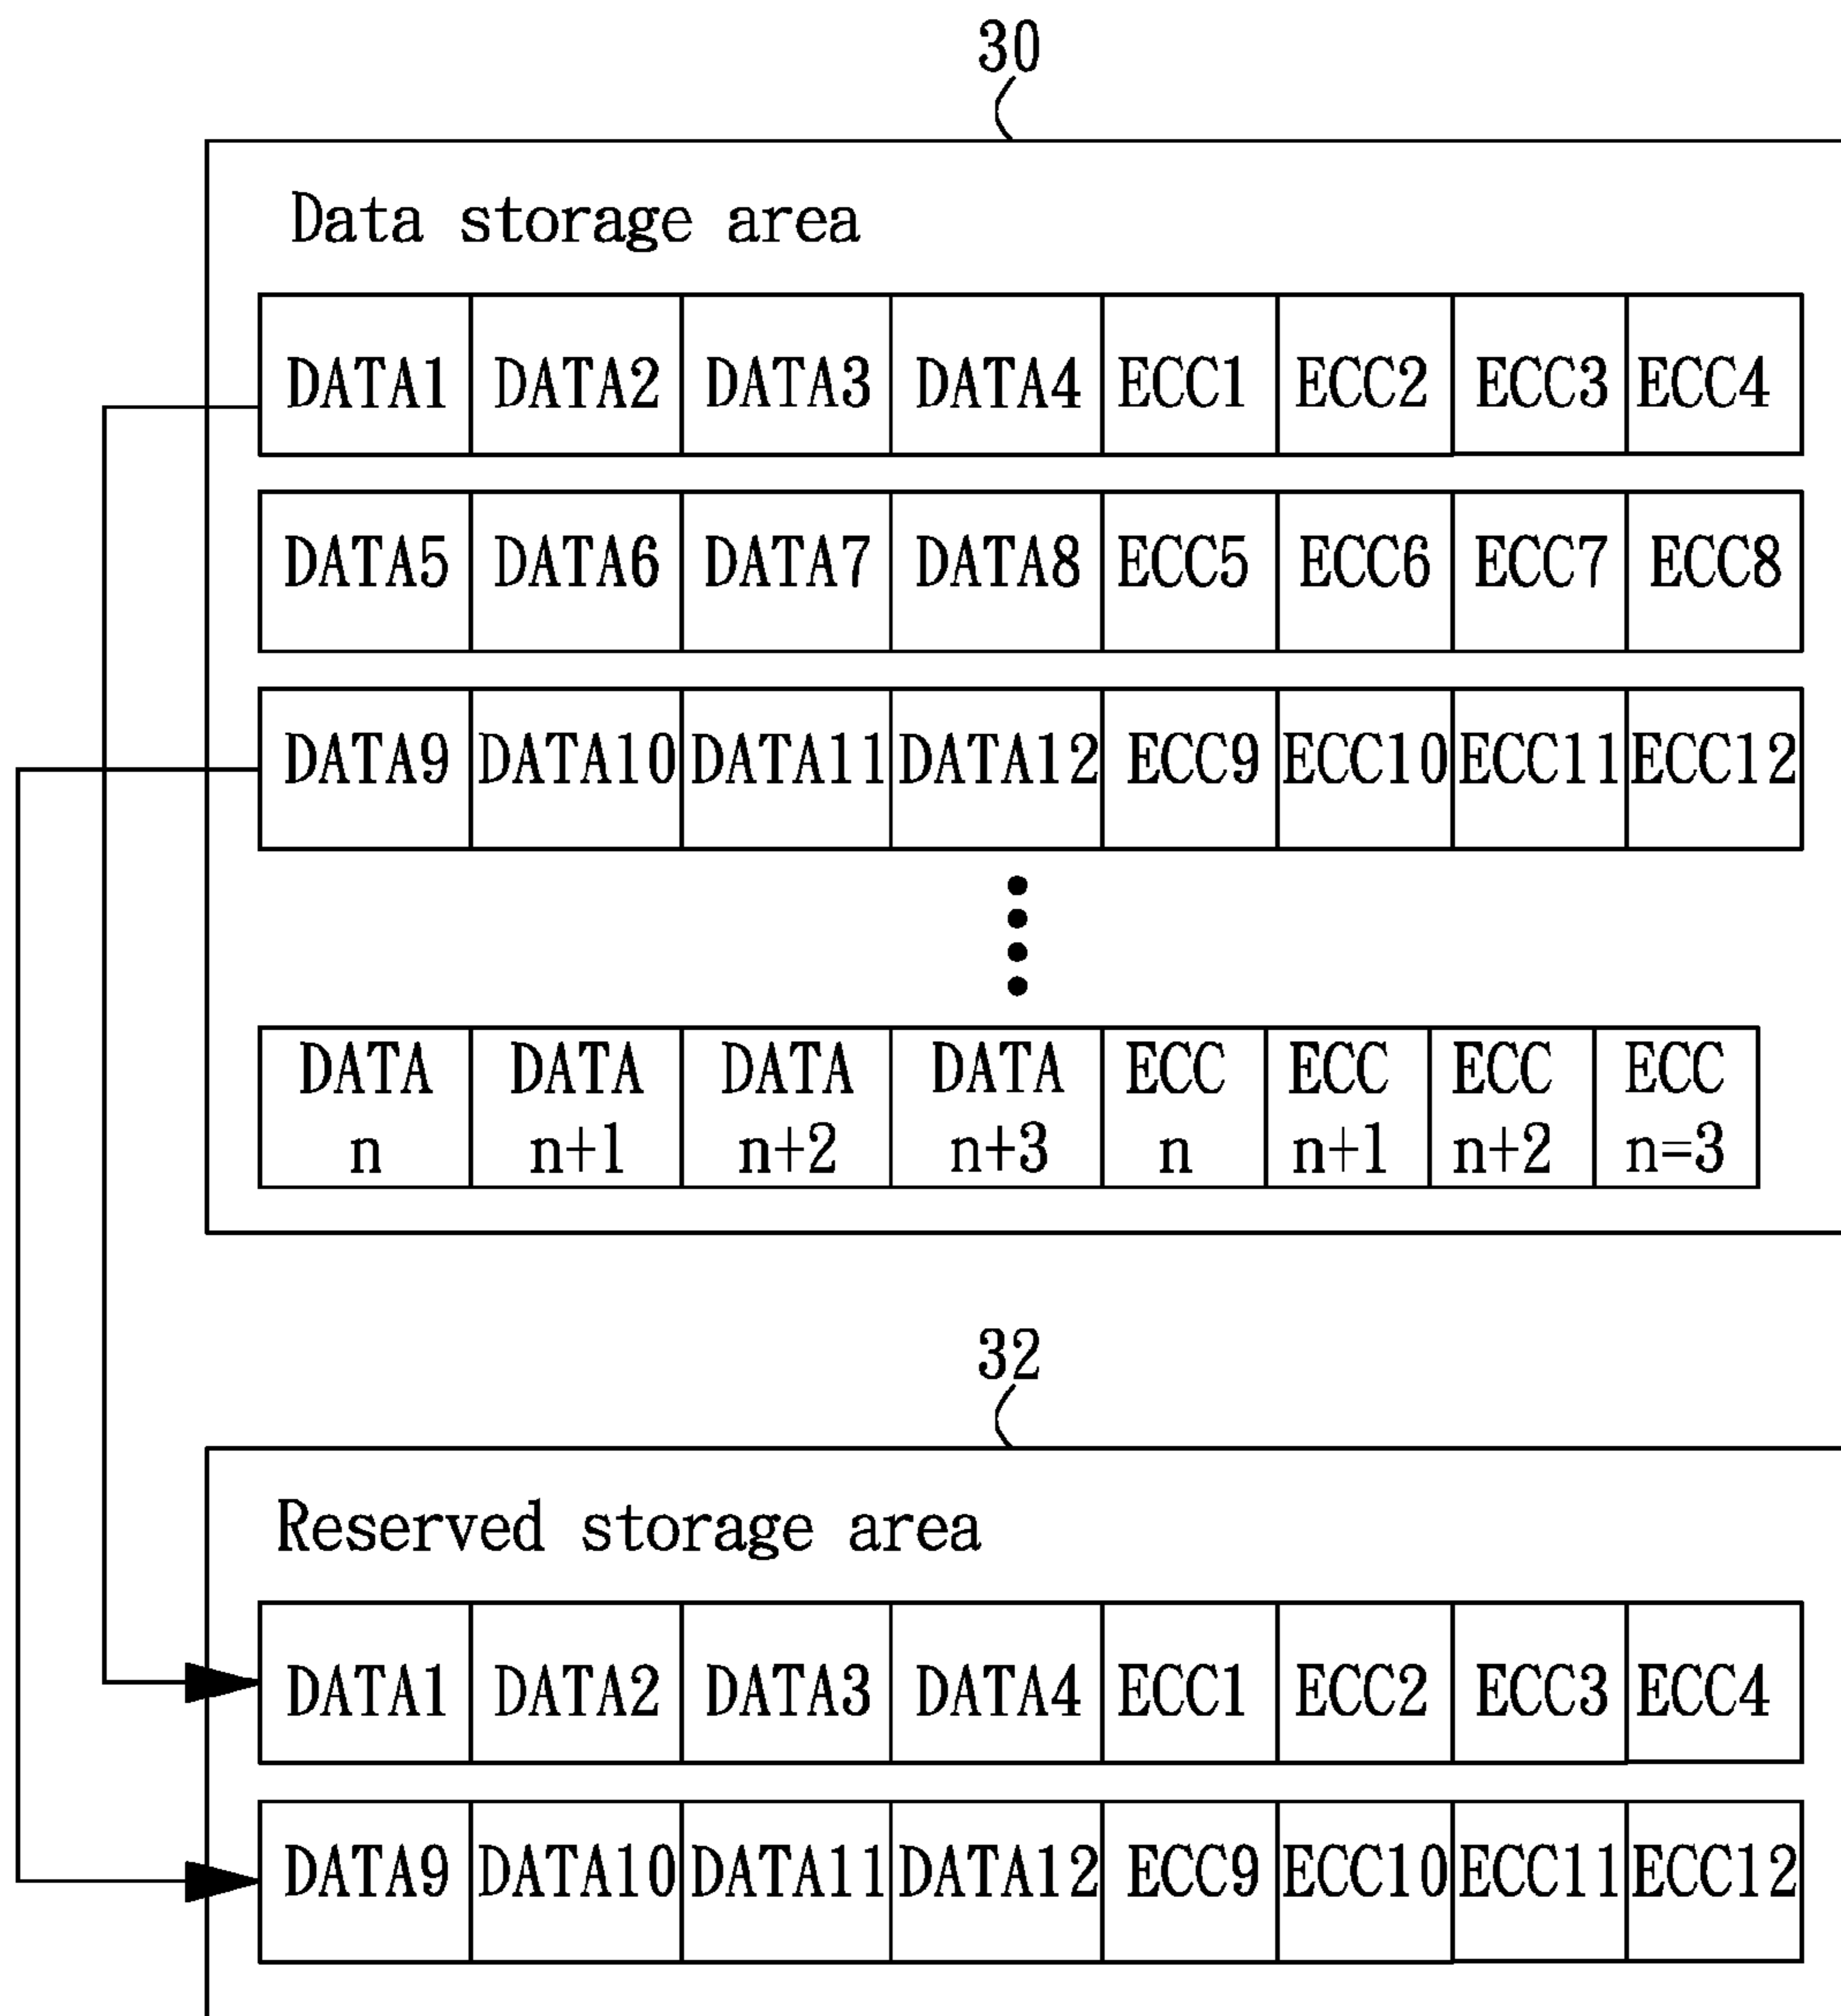 30
Data storage area
DATA1 DATA2 DATA3 DATA4 ECC1 ECC2 ECC3 ECC4
DATA5 DATA6 DATA7 DATA8 ECC5 ECC6 ECC7 ECC8
DATA9 DATA10 DATA11 DATA12 ECC9 ECC10 ECC11 ECC12
DATA DATA DATA DATA ECC ECC ECC ECC
n n+1 n+2 n+3 n n+1 n+2 n=3
32
Reserved storage area
DATA1 DATA2 DATA3 DATA4 ECC1 ECC2 ECC3 ECC4
DATA9 DATA10 DATA11 DATA12 ECC9 ECC10 ECC11 ECC12